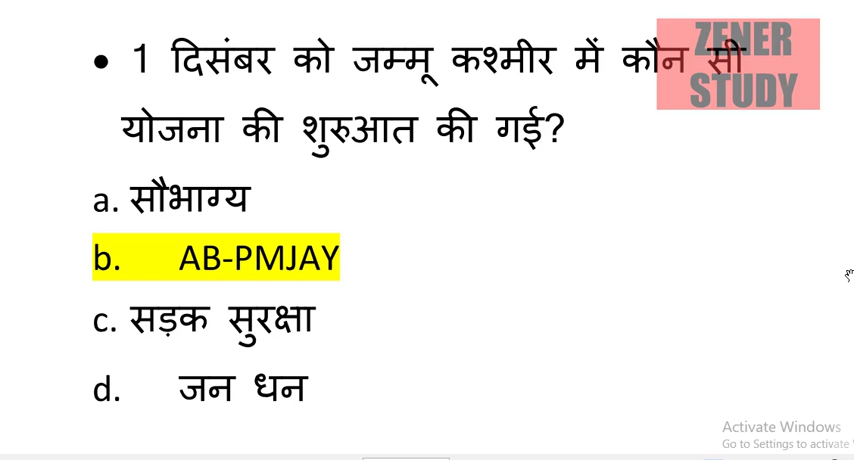 • 1 दिसंबर को जम्मू कश्मीर में कौन सी
योजना की शुरुआत की गई?
a. सौभाग्य
b. AB-PMJAY
c. सड़क सुरक्षा
d. जन धन
ZENER
STUDY
Activate Windows
Go to Settings to activate